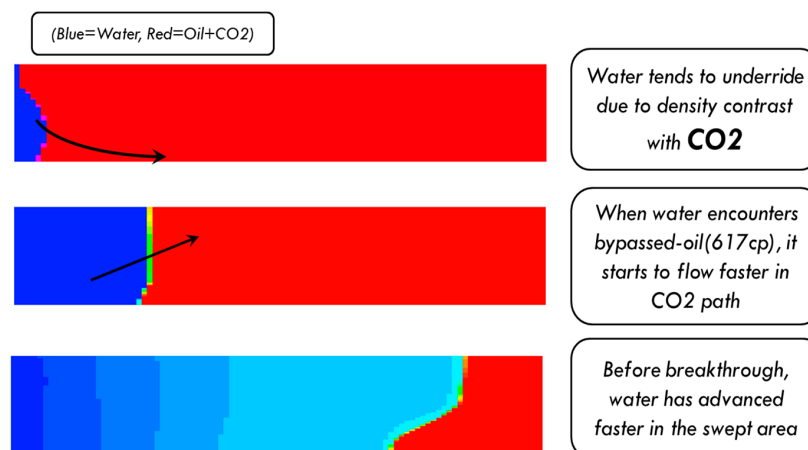 (Blue=Water, Red=Oil+CO2)
Water tends to underride
due to density contrast
with CO2
When water encounters
bypassed-oil(617cp), it
starts to flow faster in
CO2 path
Before breakthrough,
water has advanced
faster in the swept area